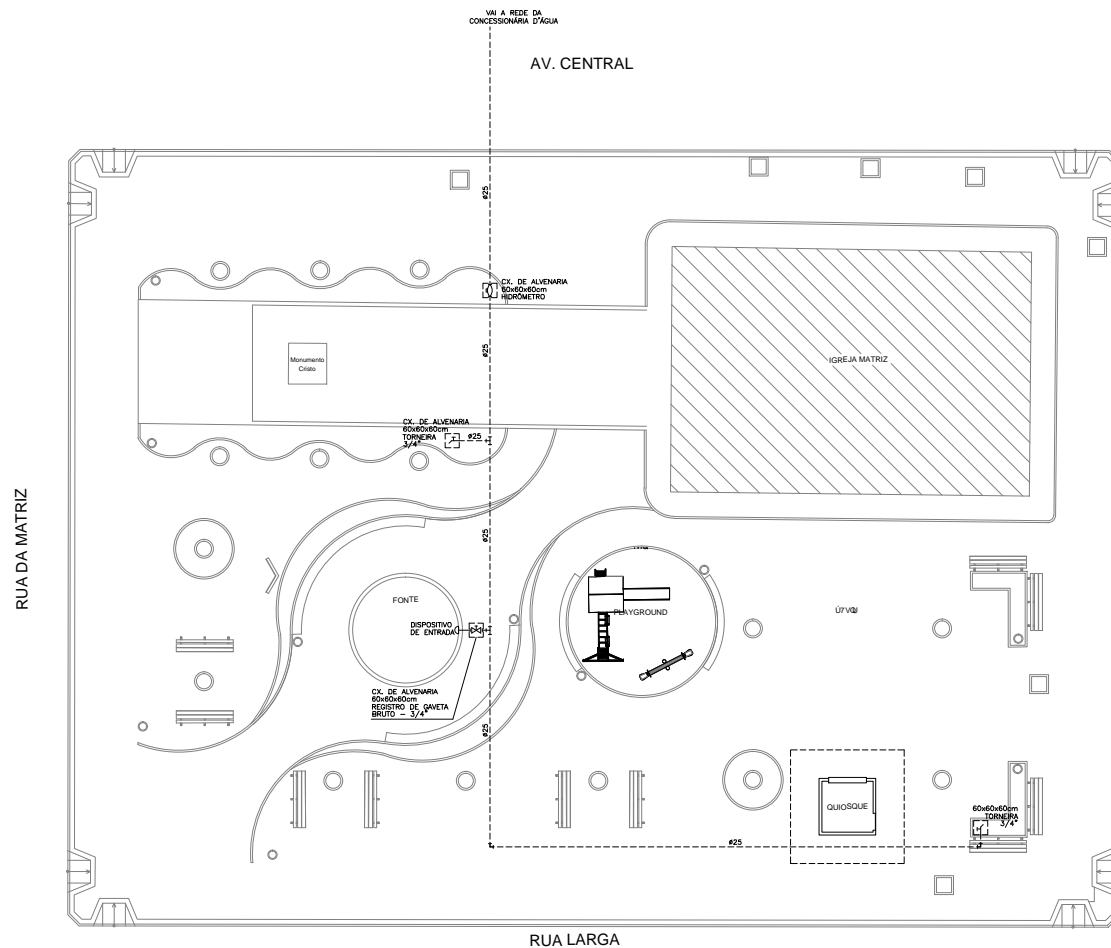 VAI A REDE DA
CONCESSIONÁRIA D'ÁGUA
AV. CENTRAL
ø25
CX. DE ALVENARIA
60x60x60cm
HIDRÔMETRO
ø25
Monumento
Cristo
IGREJA MATRIZ
CX. DE ALVENARIA
60x60x60cm
TORNEIRA
3/4"
ø25
RUA DA MATRIZ
ø25
FONTE
PLAYGROUND
DISPOSITIVO
DE ENTRADA
CX. DE ALVENARIA
60x60x60cm
REGISTRO DE GAVETA
BRUTO - 3/4"
ø25
QUIOSQUE
60x60x60cm
TORNEIRA
3/4"
ø25
RUA LARGA